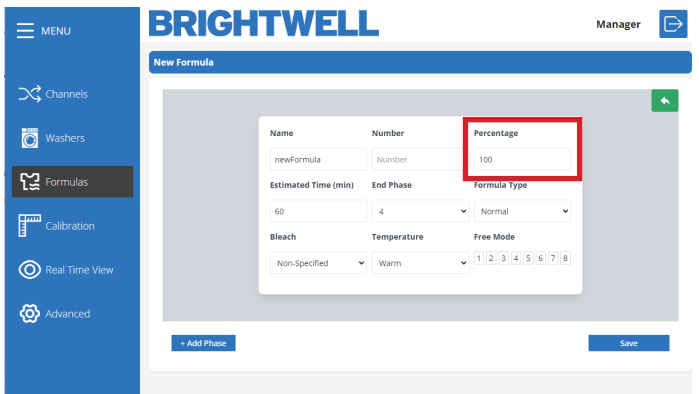 MENU
BRIGHTWELL
Manager
New Formula
Channels
Washers
Formulas
Calibration
Real Time View
Advanced
Name Number Percentage
newFormula Number 100
Estimated Time (min) End Phase Formula Type
60 4 Normal
Bleach Temperature Free Mode
Non-Specified Warm 1 2 3 4 5 6 7 8
+ Add Phase Save